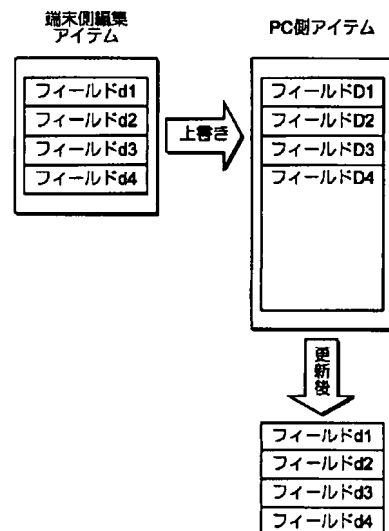 端末側編集
アイテム
フィールドd1
フィールドd2
フィールドd3
フィールドd4
上書き
PC側アイテム
フィールドD1
フィールドD2
フィールドD3
フィールドD4
更新後
フィールドd1
フィールドd2
フィールドd3
フィールドd4